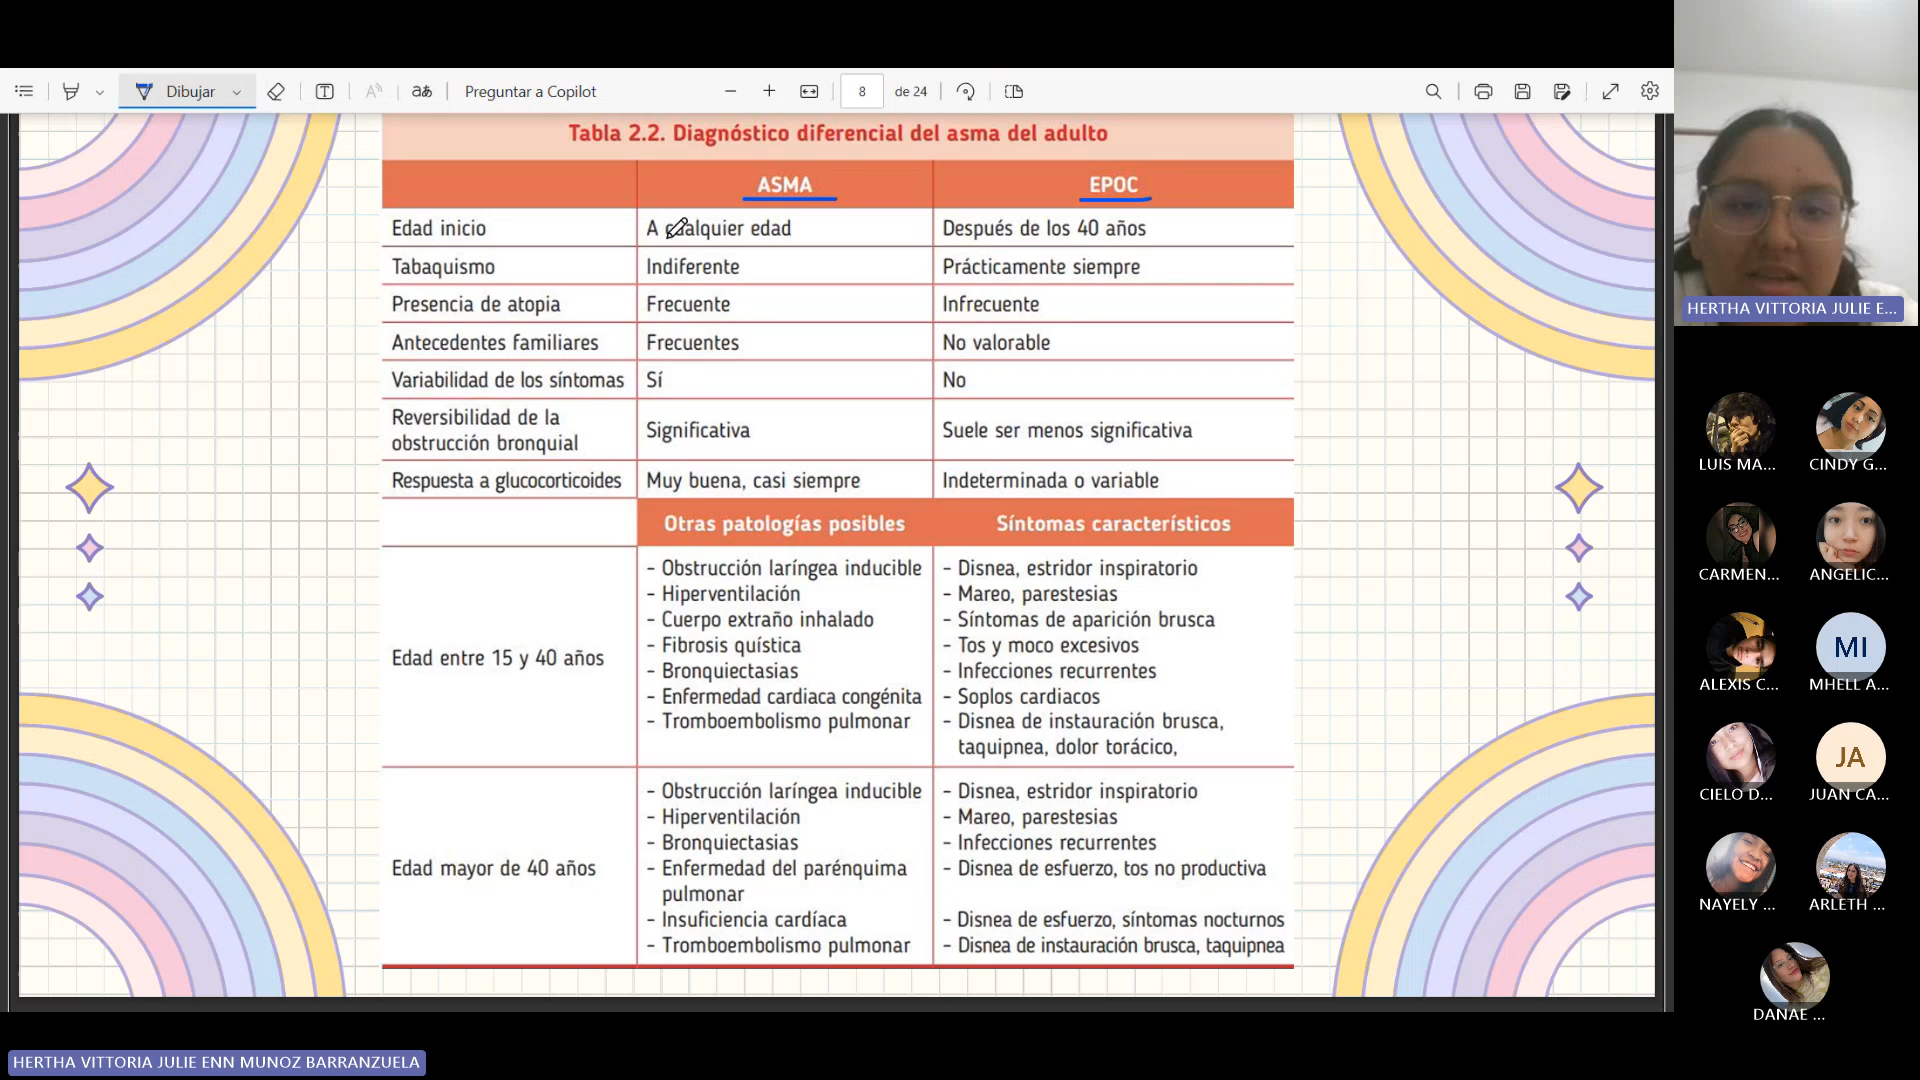 Dibujar
Preguntar a Copilot
8 de 24
Tabla 2.2. Diagnóstico diferencial del asma del adulto
ASMA EPOC
Edad inicio A cualquier edad Después de los 40 años
Tabaquismo Indiferente Prácticamente siempre
Presencia de atopia Frecuente Infrecuente
Antecedentes familiares Frecuentes No valorable
Variabilidad de los síntomas Sí No
Reversibilidad de la
obstrucción bronquial Significativa Suele ser menos significativa
Respuesta a glucocorticoides Muy buena, casi siempre Indeterminada o variable
Otras patologías posibles Síntomas característicos
Edad entre 15 y 40 años
- Obstrucción laríngea inducible - Disnea, estridor inspiratorio
- Hiperventilación - Mareo, parestesias
- Cuerpo extraño inhalado - Síntomas de aparición brusca
- Fibrosis quística - Tos y moco excesivos
- Bronquiectasias - Infecciones recurrentes
- Enfermedad cardiaca congénita - Soplos cardiacos
- Tromboembolismo pulmonar - Disnea de instauración brusca,
taquipnea, dolor torácico,
Edad mayor de 40 años
- Obstrucción laríngea inducible - Disnea, estridor inspiratorio
- Hiperventilación - Mareo, parestesias
- Bronquiectasias - Infecciones recurrentes
- Enfermedad del parénquima - Disnea de esfuerzo, tos no productiva
pulmonar
- Insuficiencia cardíaca - Disnea de esfuerzo, síntomas nocturnos
- Tromboembolismo pulmonar - Disnea de instauración brusca, taquipnea
HERTHA VITTORIA JULIE E...
LUIS MA... CINDY G...
CARMEN... ANGELIC...
MI
ALEXIS C... MHELL A...
JA
CIELO D... JUAN CA...
NAYELY ... ARLETH ...
DANAE ...
HERTHA VITTORIA JULIE ENN MUNOZ BARRANZUELA